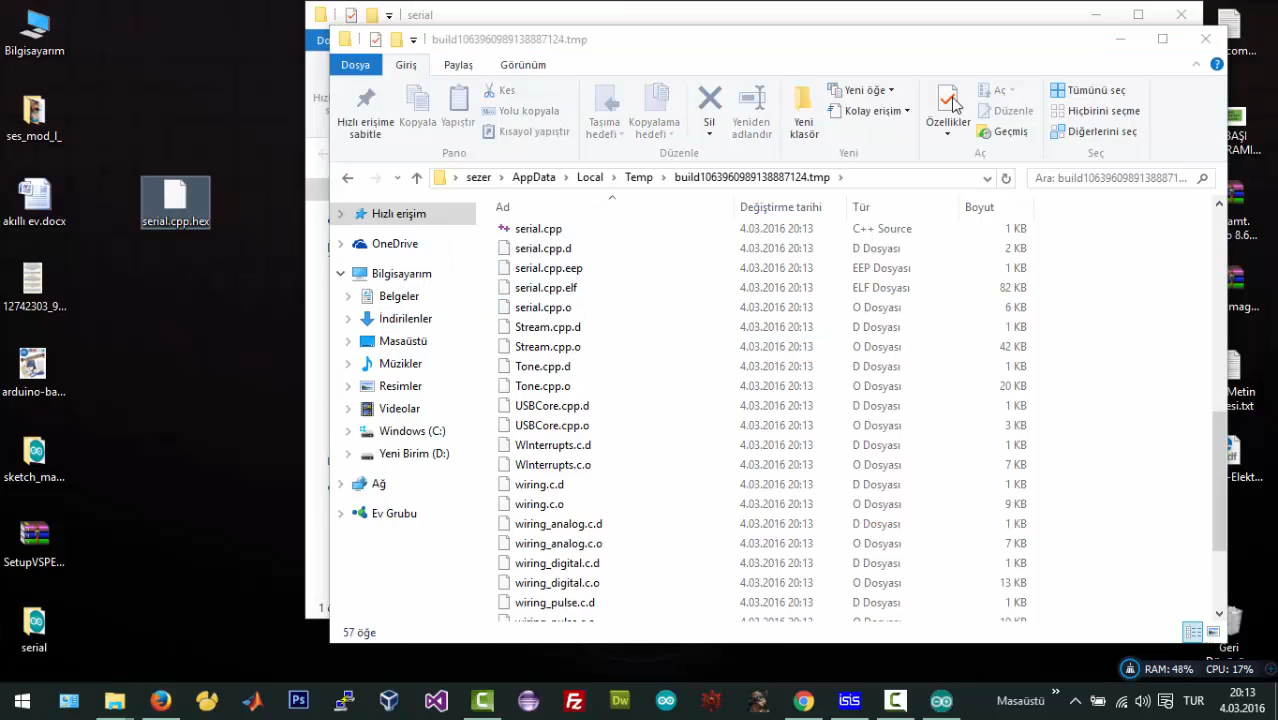 Bilgisayarım
ses_mod_l_
akıllı ev.docx
12742303_9...
arduino-ba...
sketch_ma...
SetupVSPE...
serial
serial.cpp.hex
serial
build1063960989138887124.tmp
Dosya
Giriş
Paylaş
Görünüm
Hızlı erişime sabitle
Kopyala
Yapıştır
Kes
Yolu kopyala
Kısayol yapıştır
Pano
Taşıma hedefi
Kopyalama hedefi
Sil
Yeniden adlandır
Düzenle
Yeni klasör
Yeni öğe
Kolay erişim
Yeni
Özellikler
Aç
Düzenle
Geçmiş
Aç
Tümünü seç
Hiçbirini seçme
Diğerlerini seç
Seç
sezer
AppData
Local
Temp
build1063960989138887124.tmp
Ara: build10639609891388871...
Hızlı erişim
OneDrive
Bilgisayarım
Belgeler
İndirilenler
Masaüstü
Müzikler
Resimler
Videolar
Windows (C:)
Yeni Birim (D:)
Ağ
Ev Grubu
Ad Değiştirme tarihi Tür Boyut
serial.cpp 4.03.2016 20:13 C++ Source 1 KB
serial.cpp.d 4.03.2016 20:13 D Dosyası 2 KB
serial.cpp.eep 4.03.2016 20:13 EEP Dosyası 1 KB
serial.cpp.elf 4.03.2016 20:13 ELF Dosyası 82 KB
serial.cpp.o 4.03.2016 20:13 O Dosyası 6 KB
Stream.cpp.d 4.03.2016 20:13 D Dosyası 1 KB
Stream.cpp.o 4.03.2016 20:13 O Dosyası 42 KB
Tone.cpp.d 4.03.2016 20:13 D Dosyası 1 KB
Tone.cpp.o 4.03.2016 20:13 O Dosyası 20 KB
USBCore.cpp.d 4.03.2016 20:13 D Dosyası 1 KB
USBCore.cpp.o 4.03.2016 20:13 O Dosyası 3 KB
WInterrupts.c.d 4.03.2016 20:13 D Dosyası 1 KB
WInterrupts.c.o 4.03.2016 20:13 O Dosyası 7 KB
wiring.c.d 4.03.2016 20:13 D Dosyası 1 KB
wiring.c.o 4.03.2016 20:13 O Dosyası 9 KB
wiring_analog.c.d 4.03.2016 20:13 D Dosyası 1 KB
wiring_analog.c.o 4.03.2016 20:13 O Dosyası 7 KB
wiring_digital.c.d 4.03.2016 20:13 D Dosyası 1 KB
wiring_digital.c.o 4.03.2016 20:13 O Dosyası 13 KB
wiring_pulse.c.d 4.03.2016 20:13 D Dosyası 1 KB
57 öğe
RAM: 48% CPU: 17%
Masaüstü
TUR
20:13
4.03.2016